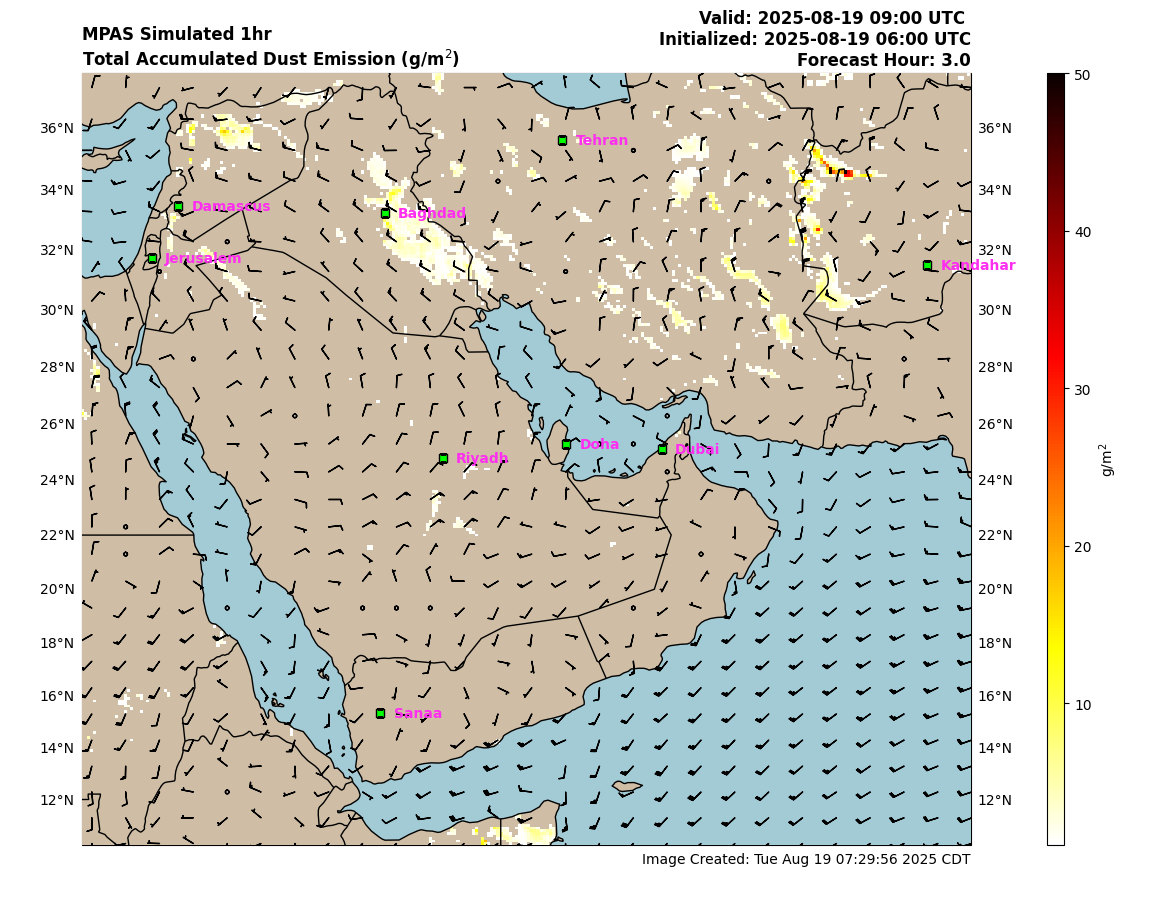 MPAS Simulated 1hr
Total Accumulated Dust Emission (g/m²)
Valid: 2025-08-19 09:00 UTC
Initialized: 2025-08-19 06:00 UTC
Forecast Hour: 3.0
36°N
34°N
32°N
30°N
28°N
26°N
24°N
22°N
20°N
18°N
16°N
14°N
12°N
Tehran
Damascus
Baghdad
Jerusalem
Kandahar
Doha
Dubai
Riyadh
Sanaa
36°N
34°N
32°N
30°N
28°N
26°N
24°N
22°N
20°N
18°N
16°N
14°N
12°N
50
40
30
20
10
g/m²
Image Created: Tue Aug 19 07:29:56 2025 CDT